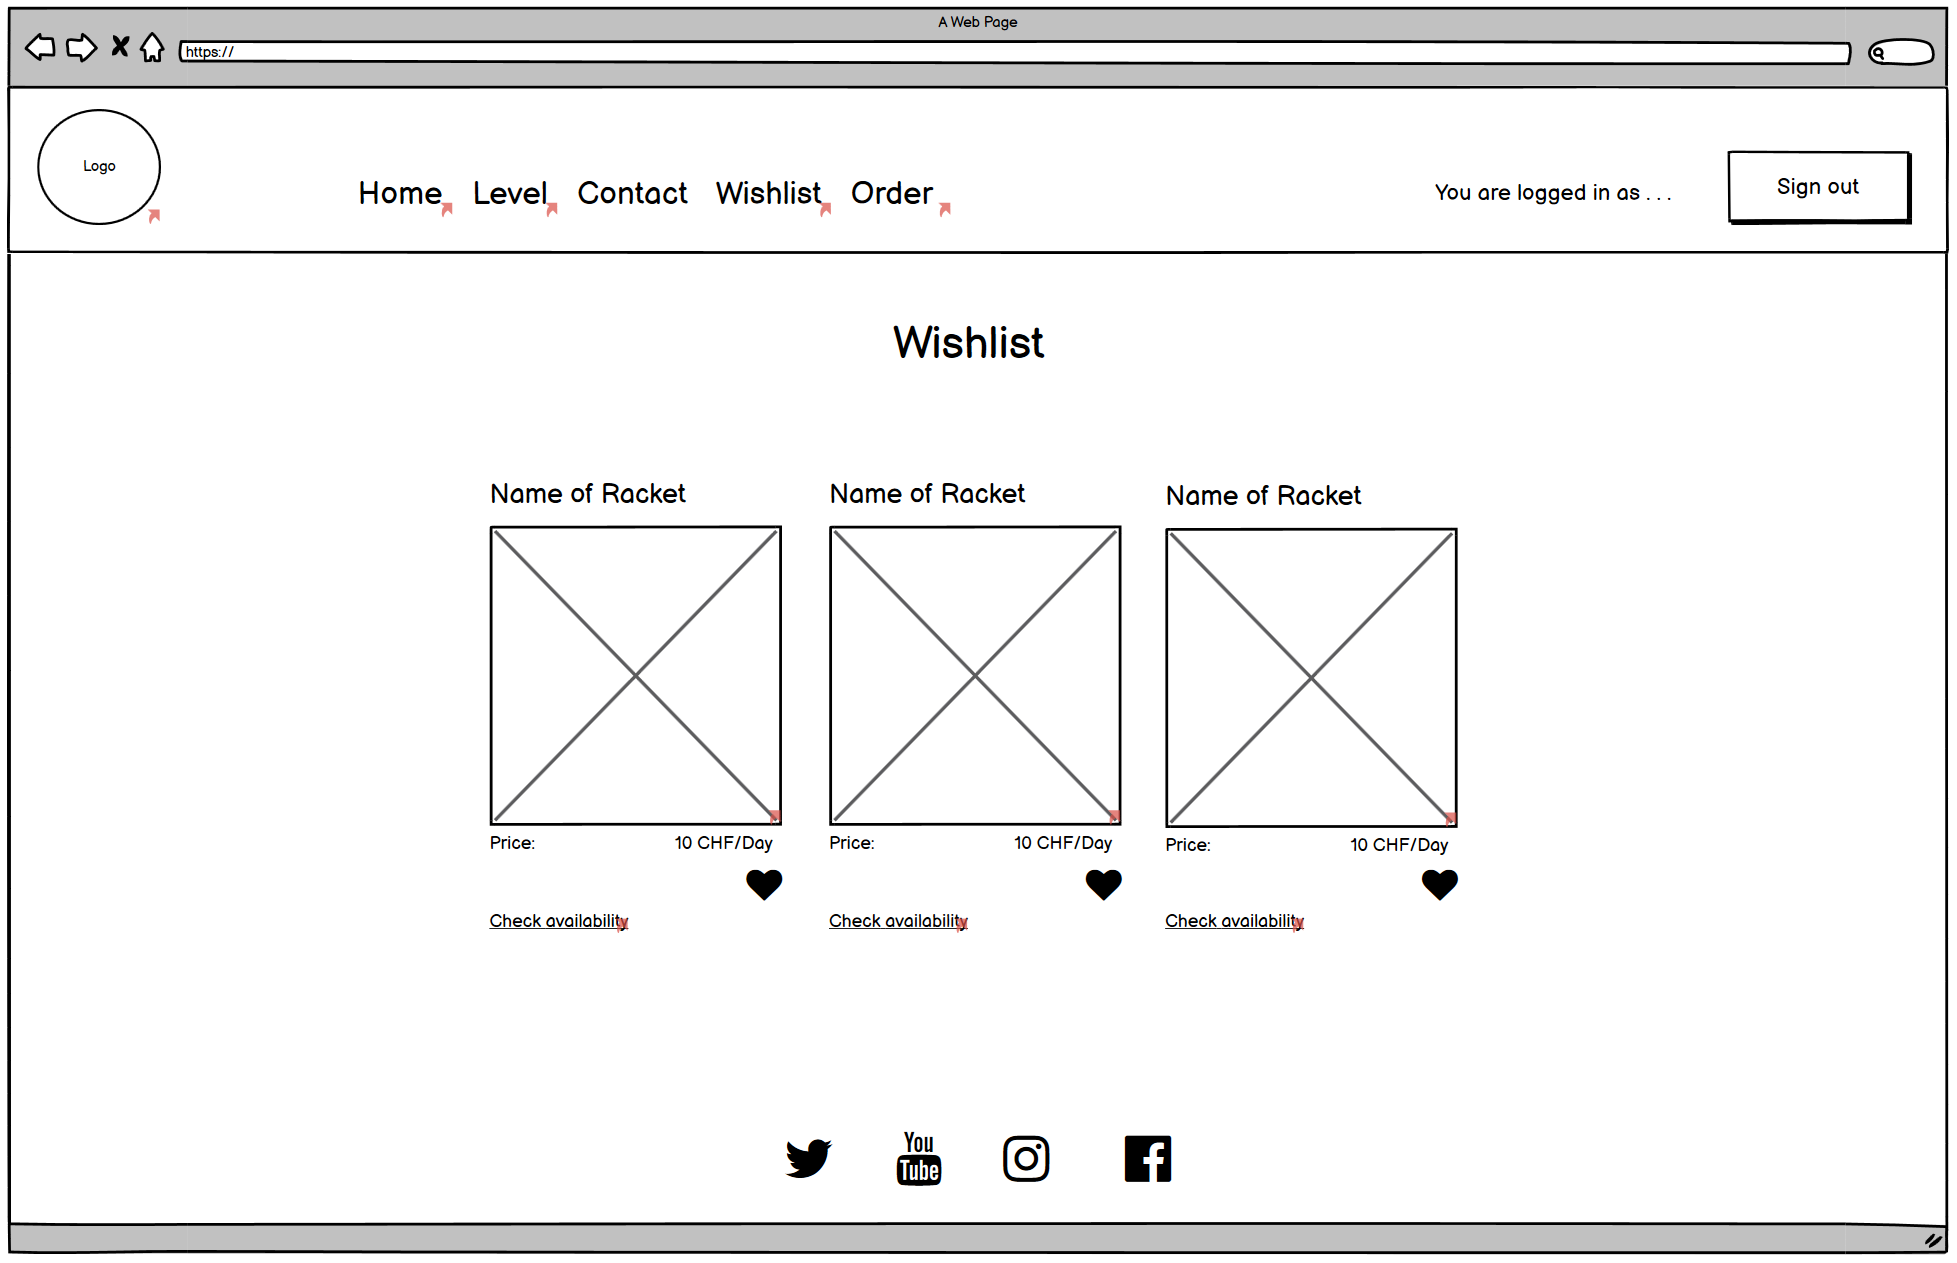 A Web Page
https://
Logo
Home Level Contact Wishlist Order
You are logged in as . . .
Sign out
Wishlist
Name of Racket
Name of Racket
Name of Racket
Price: 10 CHF/Day
Price: 10 CHF/Day
Price: 10 CHF/Day
Check availability
Check availability
Check availability
You
Tube